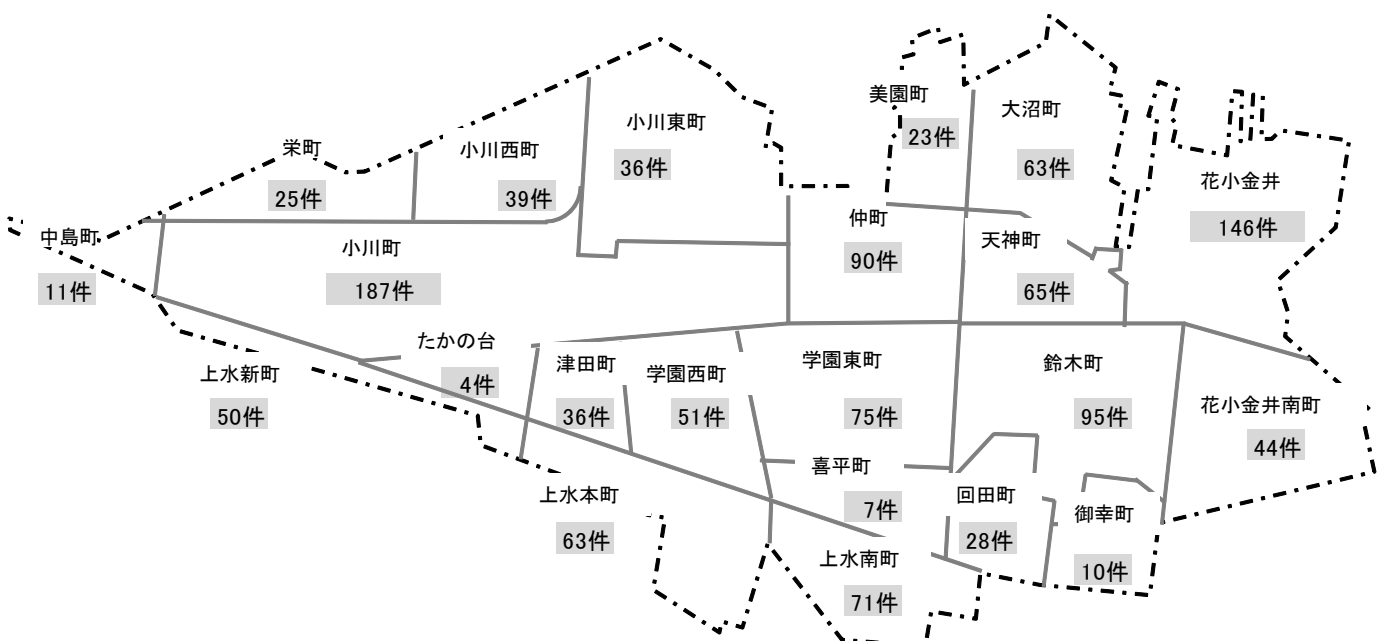 美園町
23件
大沼町
63件
小川東町
36件
栄町
25件
小川西町
39件
花小金井
146件
中島町
11件
小川町
187件
仲町
90件
天神町
65件
たかの台
4件
上水新町
50件
津田町
36件
学園西町
51件
学園東町
75件
鈴木町
95件
花小金井南町
44件
喜平町
7件
回田町
28件
御幸町
10件
上水本町
63件
上水南町
71件